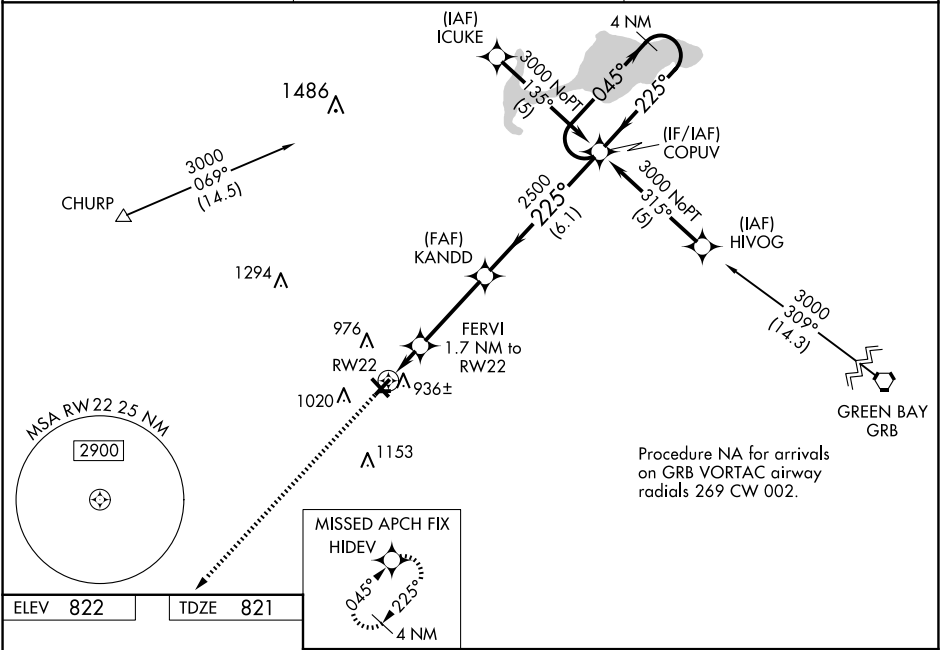 (IAF)
ICUKE
4 NM
3000 NoPT
135°
(5)
045°
225°
1486
(IF/IAF)
COPUV
3000
069°
(14.5)
CHURP
2500
225°
(6.1)
3000 NoPT
315°
(5)
(IAF)
HIVOG
(FAF)
KANDD
1294
3000
309°
(14.3)
976
FERVI
1.7 NM to
RW22
RW22
936±
1020
GREEN BAY
GRB
MSA RW22 25 NM
2900
1153
Procedure NA for arrivals
on GRB VORTAC airway
radials 269 CW 002.
MISSED APCH FIX
HIDEV
045°
225°
4 NM
ELEV 822
TDZE 821